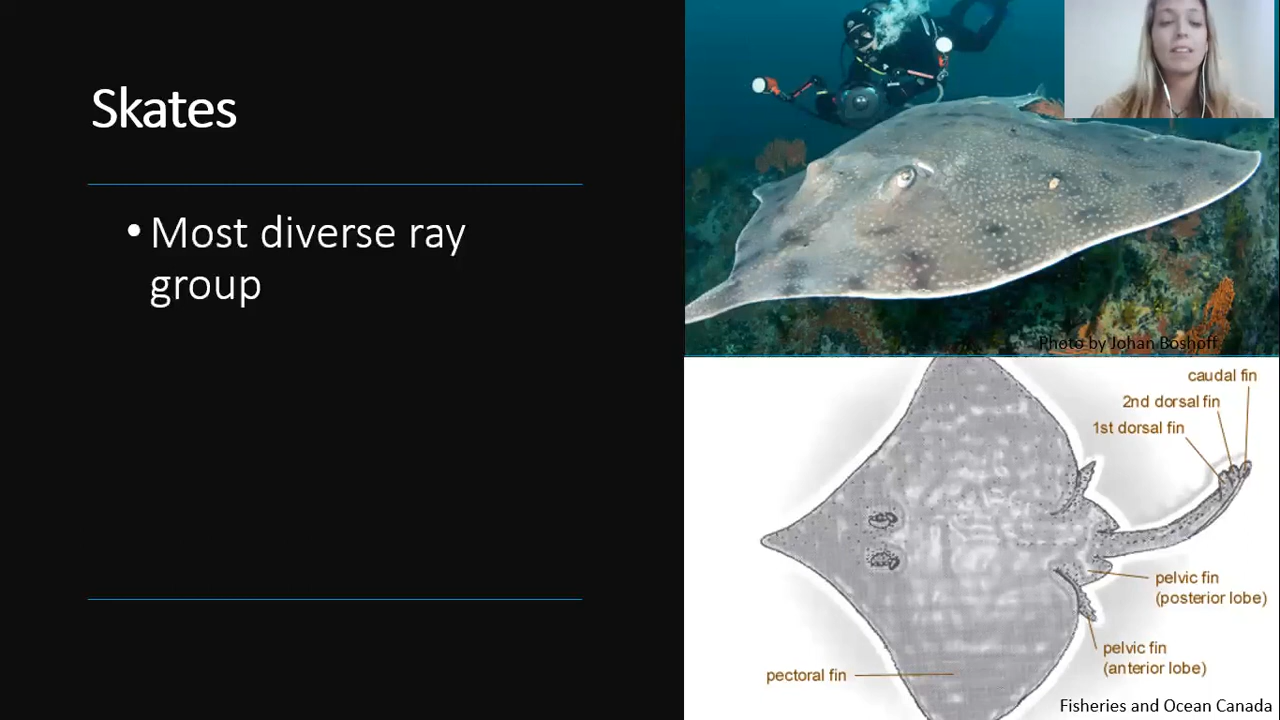 Skates
• Most diverse ray
group
Photo by Johan Boshoff
caudal fin
2nd dorsal fin
1st dorsal fin
pelvic fin
(posterior lobe)
pelvic fin
(anterior lobe)
pectoral fin
Fisheries and Ocean Canada